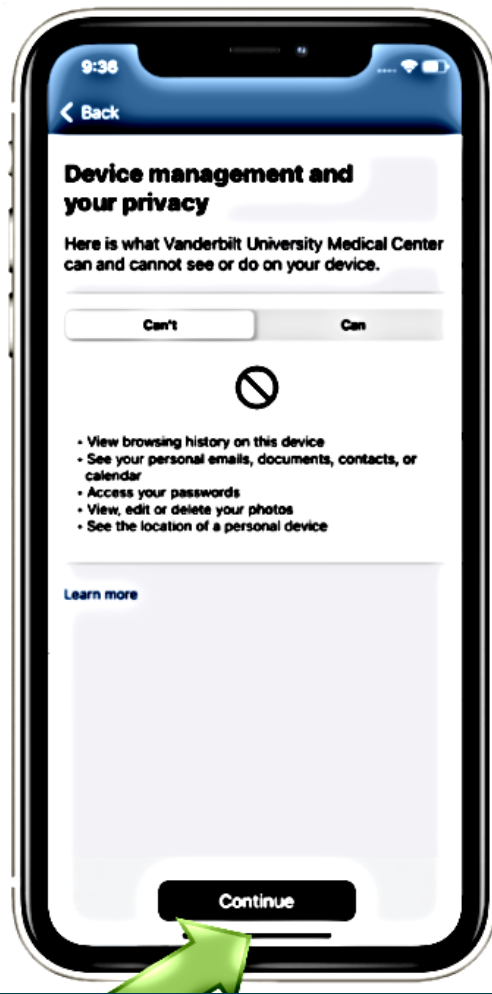 9:36
Back
Device management and
your privacy
Here is what Vanderbilt University Medical Center
can and cannot see or do on your device.
Can't
Can
• View browsing history on this device
• See your personal emails, documents, contacts, or
calendar
• Access your passwords
• View, edit or delete your photos
• See the location of a personal device
Learn more
Continue